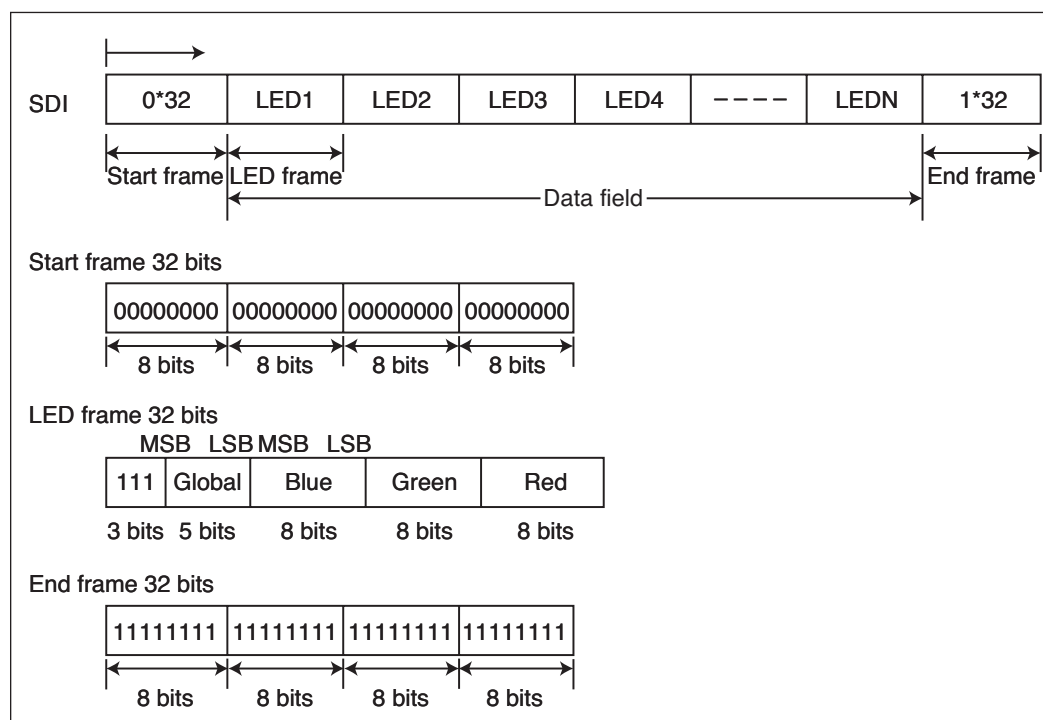 SDI 0*32 LED1 LED2 LED3 LED4 ---- LEDN 1*32
Start frame LED frame End frame
Data field
Start frame 32 bits
00000000 00000000 00000000 00000000
8 bits 8 bits 8 bits 8 bits
LED frame 32 bits
MSB LSB MSB LSB
111 Global Blue Green Red
3 bits 5 bits 8 bits 8 bits 8 bits
End frame 32 bits
11111111 11111111 11111111 11111111
8 bits 8 bits 8 bits 8 bits